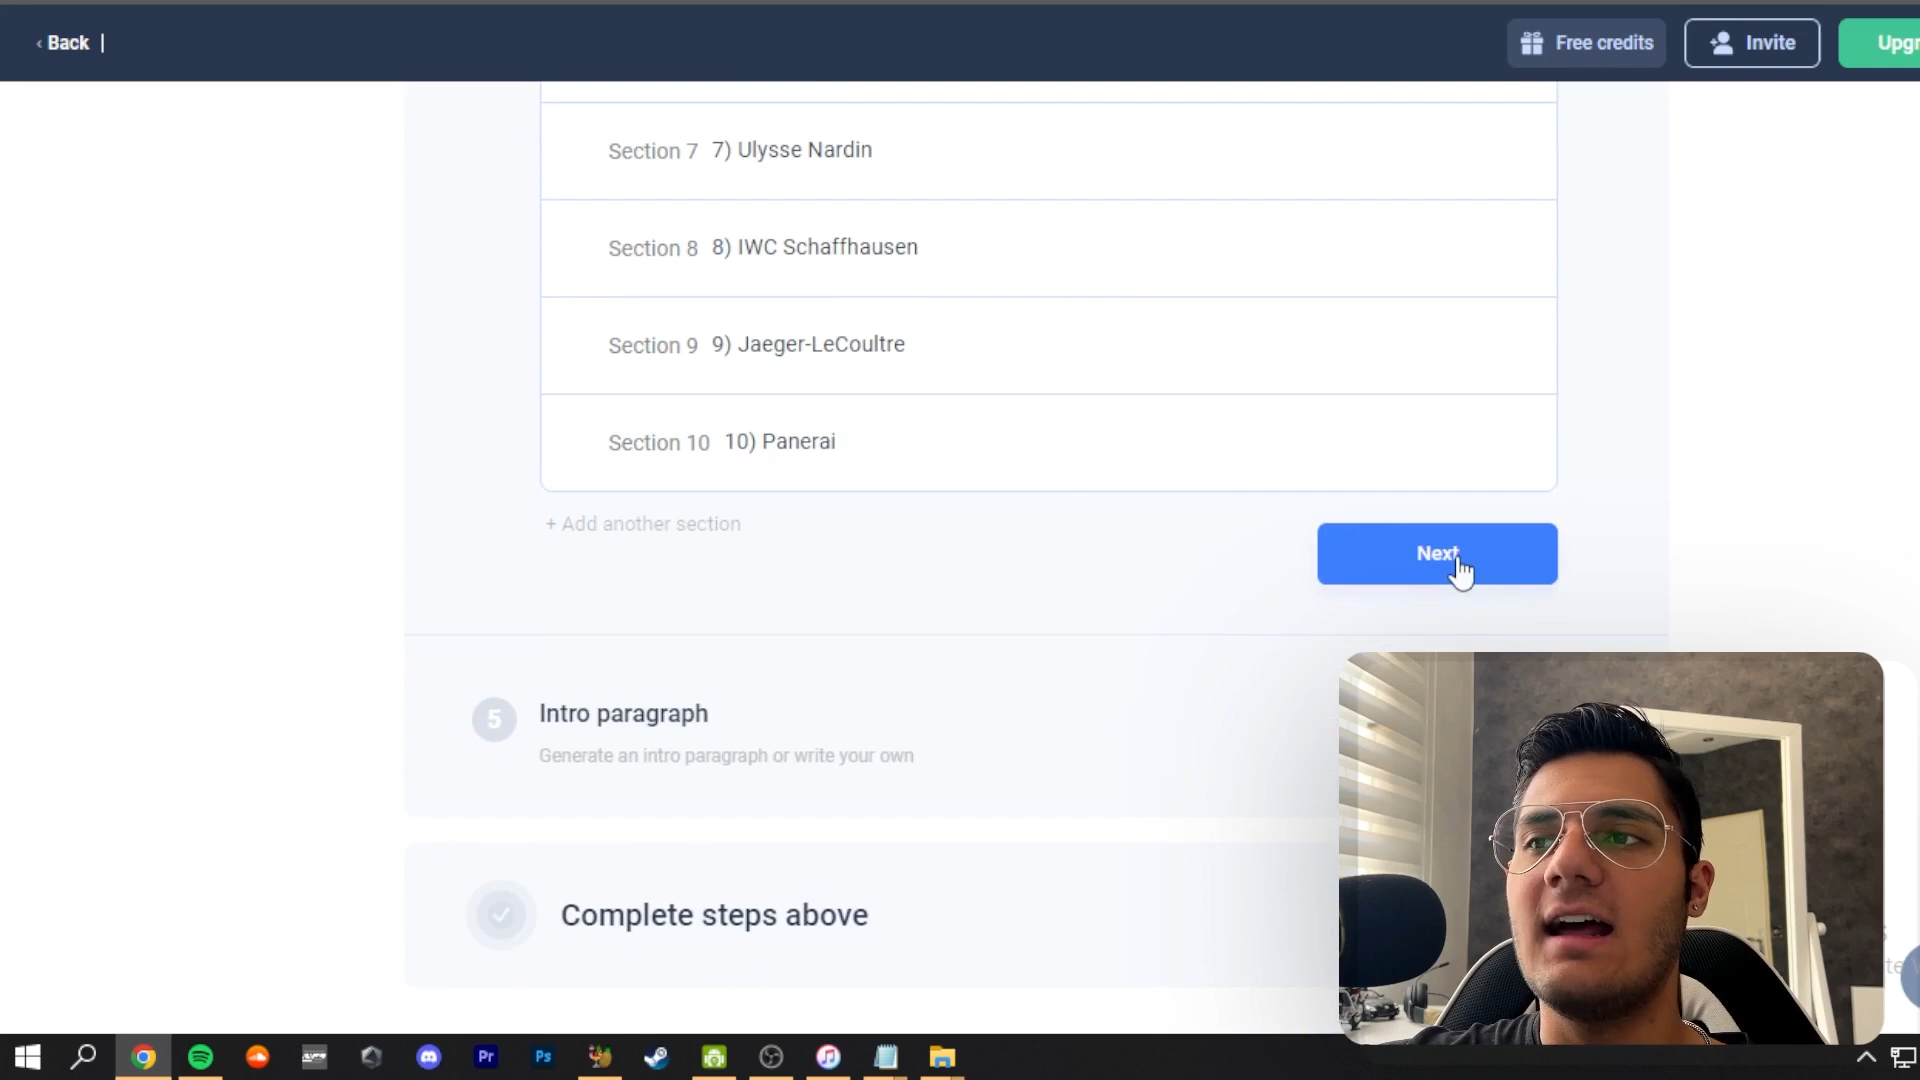 ‹ Back |
Free credits
Invite
Upgr
Section 7 7) Ulysse Nardin
Section 8 8) IWC Schaffhausen
Section 9 9) Jaeger-LeCoultre
Section 10 10) Panerai
+ Add another section
Next
5 Intro paragraph
Generate an intro paragraph or write your own
Complete steps above
Pr
Ps